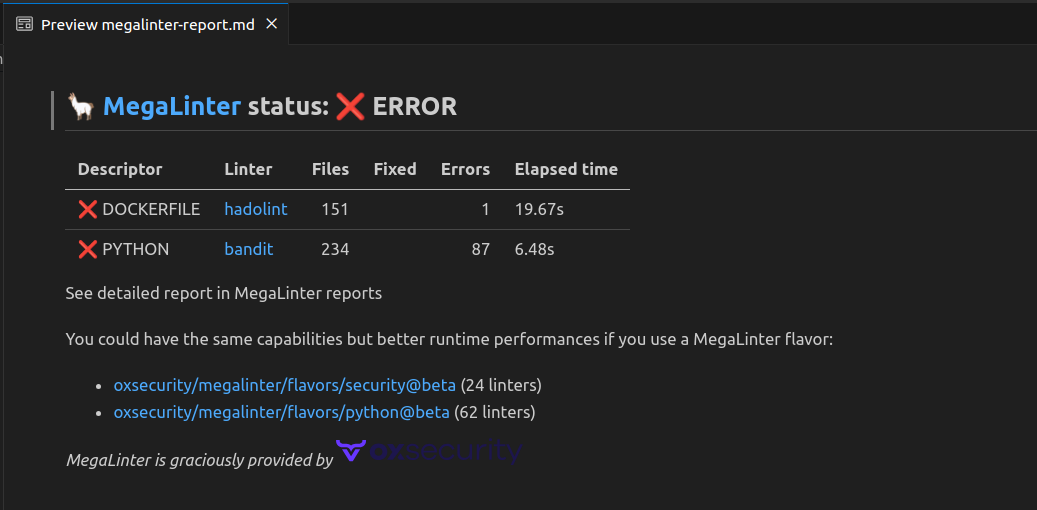 Preview megalinter-report.md
MegaLinter status: ❌ ERROR
Descriptor Linter Files Fixed Errors Elapsed time
❌ DOCKERFILE hadolint 151 1 19.67s
❌ PYTHON bandit 234 87 6.48s
See detailed report in MegaLinter reports
You could have the same capabilities but better runtime performances if you use a MegaLinter flavor:
• oxsecurity/megalinter/flavors/security@beta (24 linters)
• oxsecurity/megalinter/flavors/python@beta (62 linters)
MegaLinter is graciously provided by oxsecurity